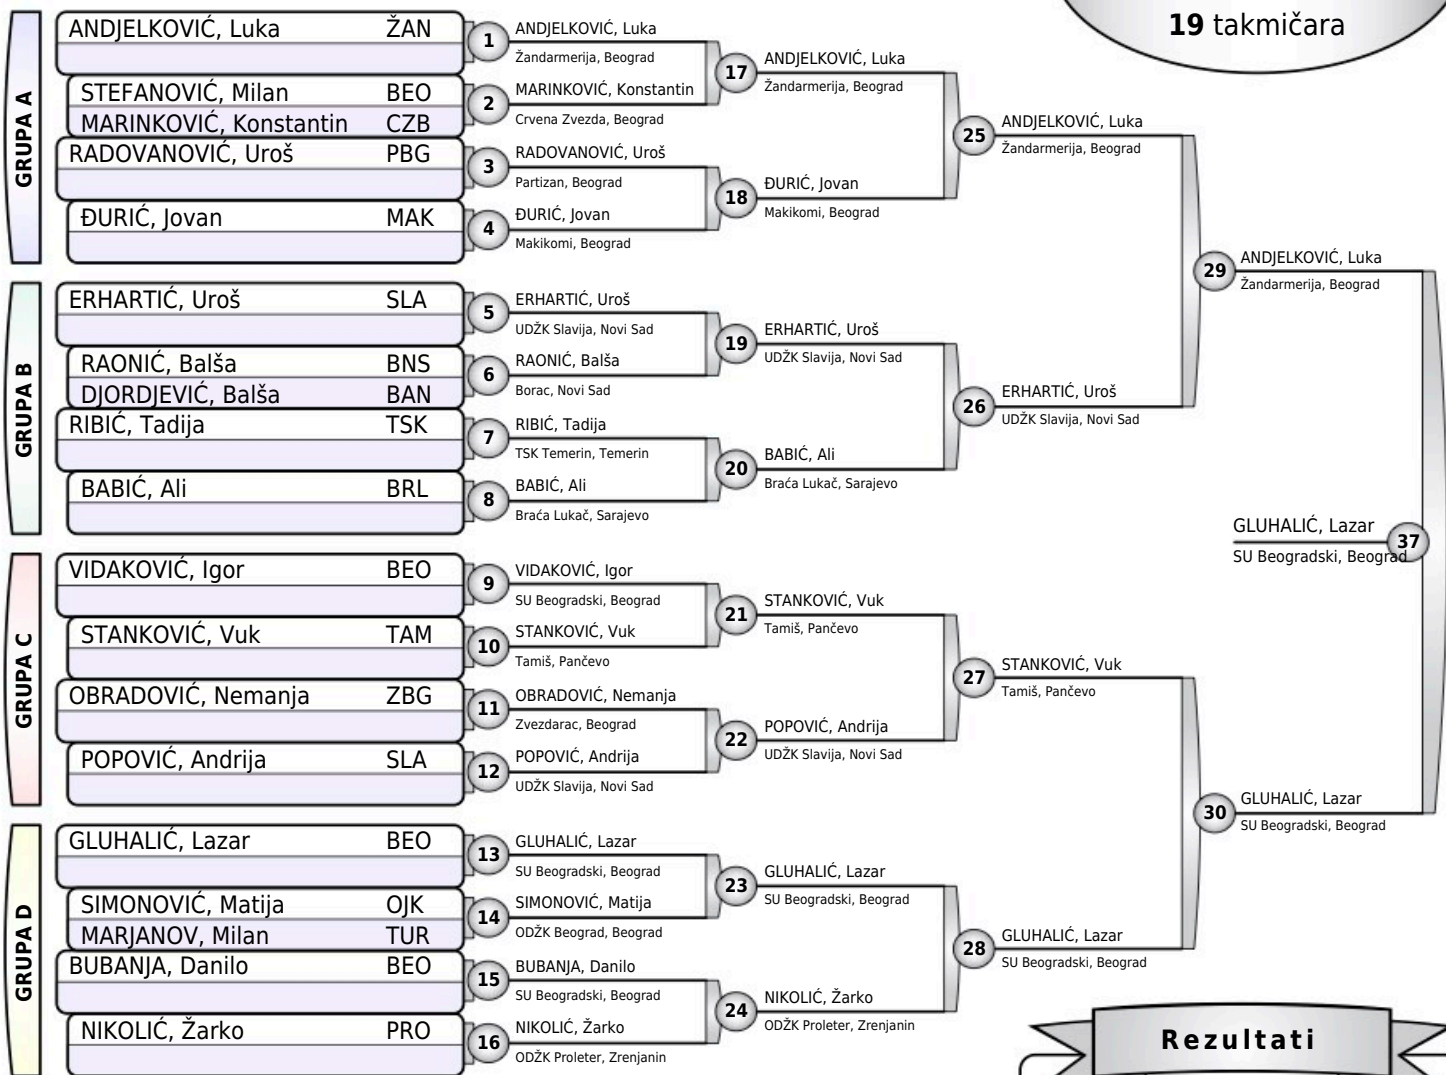 19 takmičara
GRUPA A
ANDJELKOVIĆ, Luka ŽAN
STEFANOVIĆ, Milan BEO
MARINKOVIĆ, Konstantin CZB
RADOVANOVIĆ, Uroš PBG
ĐURIĆ, Jovan MAK
GRUPA B
ERHARTIĆ, Uroš SLA
RAONIĆ, Balša BNS
DJORDJEVIĆ, Balša BAN
RIBIĆ, Tadija TSK
BABIĆ, Ali BRL
GRUPA C
VIDAKOVIĆ, Igor BEO
STANKOVIĆ, Vuk TAM
OBRADOVIĆ, Nemanja ZBG
POPOVIĆ, Andrija SLA
GRUPA D
GLUHALIĆ, Lazar BEO
SIMONOVIĆ, Matija OJK
MARJANOV, Milan TUR
BUBANJA, Danilo BEO
NIKOLIĆ, Žarko PRO
1 ANDJELKOVIĆ, Luka
Žandarmerija, Beograd
2 MARINKOVIĆ, Konstantin
Crvena Zvezda, Beograd
3 RADOVANOVIĆ, Uroš
Partizan, Beograd
4 ĐURIĆ, Jovan
Makikomi, Beograd
5 ERHARTIĆ, Uroš
UDŽK Slavija, Novi Sad
6 RAONIĆ, Balša
Borac, Novi Sad
7 RIBIĆ, Tadija
TSK Temerin, Temerin
8 BABIĆ, Ali
Braća Lukač, Sarajevo
9 VIDAKOVIĆ, Igor
SU Beogradski, Beograd
10 STANKOVIĆ, Vuk
Tamiš, Pančevo
11 OBRADOVIĆ, Nemanja
Zvezdarac, Beograd
12 POPOVIĆ, Andrija
UDŽK Slavija, Novi Sad
13 GLUHALIĆ, Lazar
SU Beogradski, Beograd
14 SIMONOVIĆ, Matija
ODŽK Beograd, Beograd
15 BUBANJA, Danilo
SU Beogradski, Beograd
16 NIKOLIĆ, Žarko
ODŽK Proleter, Zrenjanin
17 ANDJELKOVIĆ, Luka
Žandarmerija, Beograd
18 ĐURIĆ, Jovan
Makikomi, Beograd
19 ERHARTIĆ, Uroš
UDŽK Slavija, Novi Sad
20 BABIĆ, Ali
Braća Lukač, Sarajevo
21 STANKOVIĆ, Vuk
Tamiš, Pančevo
22 POPOVIĆ, Andrija
UDŽK Slavija, Novi Sad
23 GLUHALIĆ, Lazar
SU Beogradski, Beograd
24 NIKOLIĆ, Žarko
ODŽK Proleter, Zrenjanin
25 ANDJELKOVIĆ, Luka
Žandarmerija, Beograd
26 ERHARTIĆ, Uroš
UDŽK Slavija, Novi Sad
27 STANKOVIĆ, Vuk
Tamiš, Pančevo
28 GLUHALIĆ, Lazar
SU Beogradski, Beograd
29 ANDJELKOVIĆ, Luka
Žandarmerija, Beograd
30 GLUHALIĆ, Lazar
SU Beogradski, Beograd
GLUHALIĆ, Lazar 37
SU Beogradski, Beograd
Rezultati